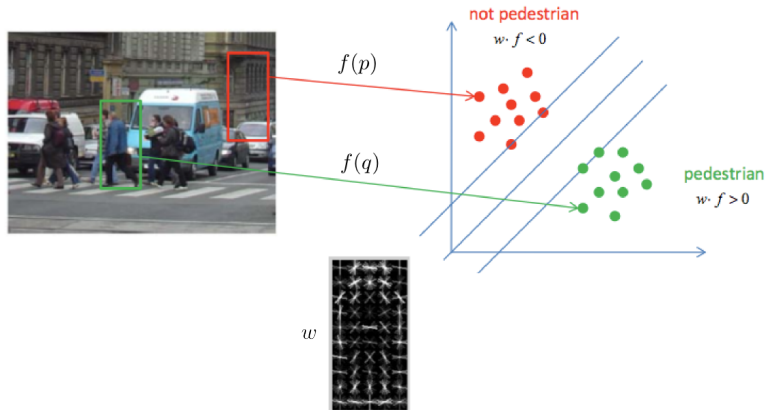 not pedestrian
w· f < 0
f(p)
f(q)
pedestrian
w· f > 0
w